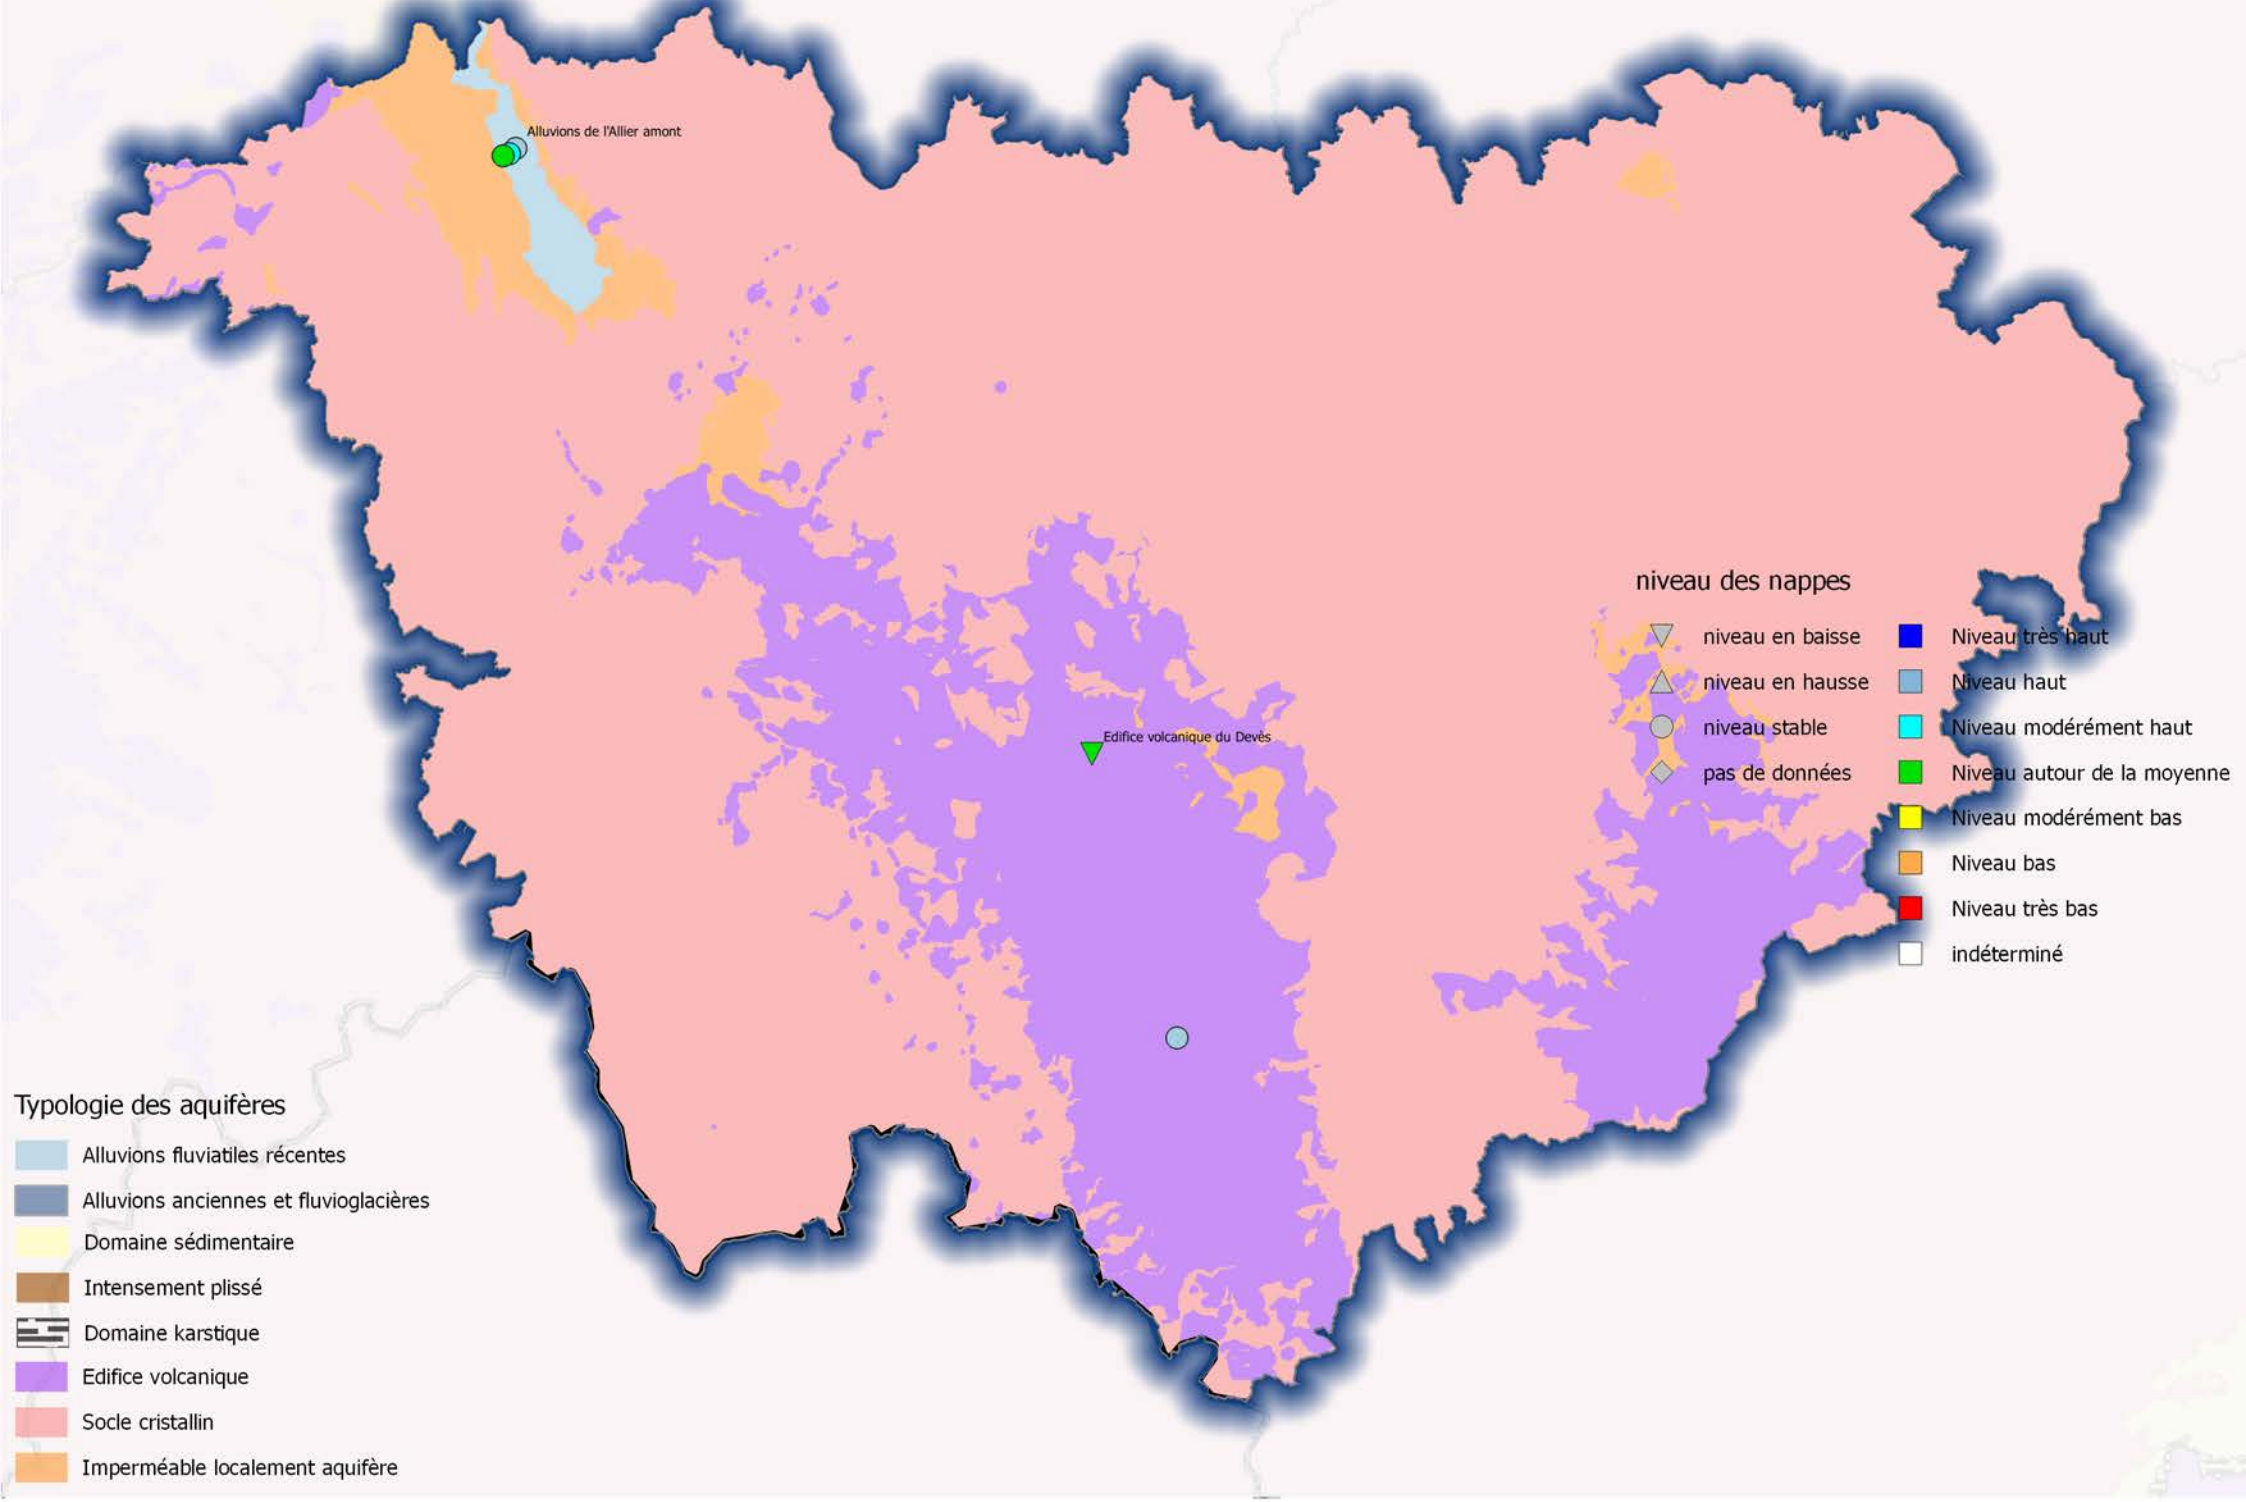 Alluvions de l'Allier amont
Edifice volcanique du Devès
niveau des nappes
niveau en baisse
niveau en hausse
niveau stable
pas de données
Niveau très haut
Niveau haut
Niveau modérément haut
Niveau autour de la moyenne
Niveau modérément bas
Niveau bas
Niveau très bas
indéterminé
Typologie des aquifères
Alluvions fluviatiles récentes
Alluvions anciennes et fluvioglacières
Domaine sédimentaire
Intensement plissé
Domaine karstique
Edifice volcanique
Socle cristallin
Imperméable localement aquifère